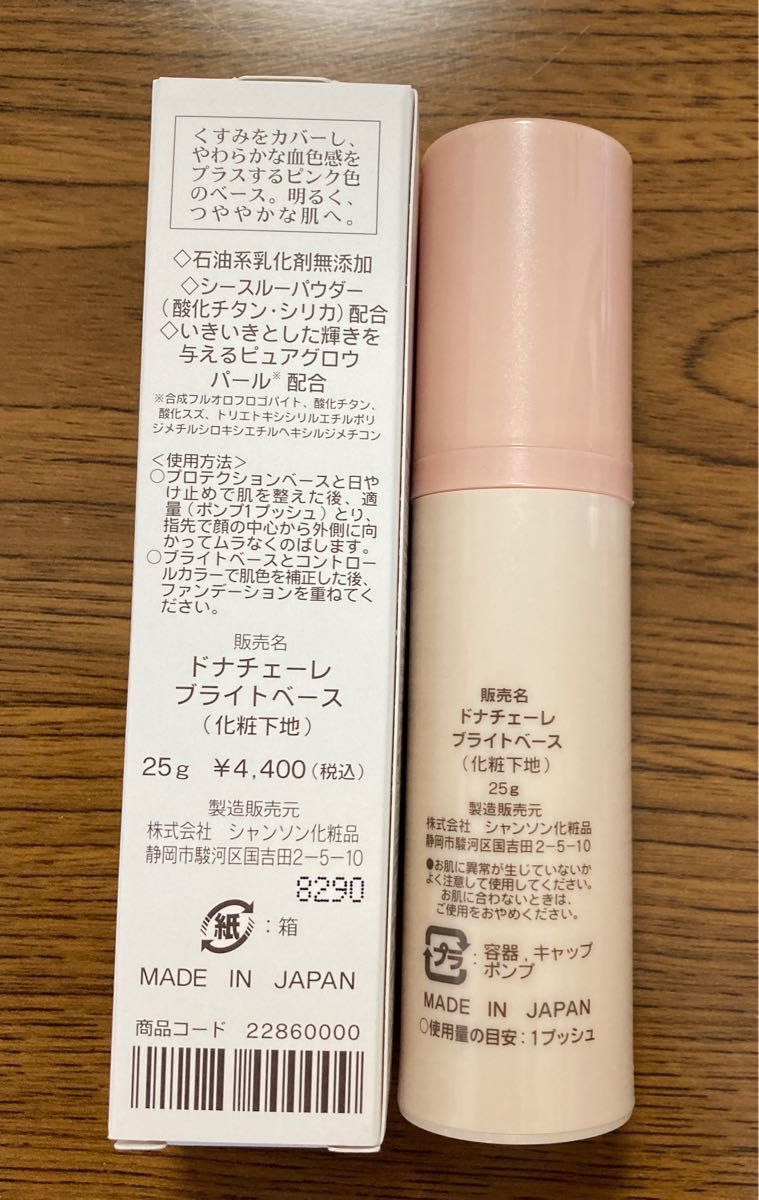 くすみをカバーし、
やわらかな血色感を
プラスするピンク色
のベース。明るく、
つややかな肌へ。
◇石油系乳化剤無添加
◇シースルーパウダー
（酸化チタン・シリカ）配合
◇いきいきとした輝きを
与えるピュアグロウ
パール※ 配合
※合成フルオロフロゴパイト、酸化チタン、
酸化スズ、トリエトキシシリルエチルポリ
ジメチルシロキシエチルヘキシルジメチコン
＜使用方法＞
○プロテクションベースと日や
け止めで肌を整えた後、適
量（ポンプ1プッシュ）とり、
指先で顔の中心から外側に向
かってムラなくのばします。
○ブライトベースとコントロー
ルカラーで肌色を補正した後、
ファンデーションを重ねてく
ださい。
販売名
ドナチェーレ
ブライトベース
（化粧下地）
25g ¥4,400（税込）
製造販売元
株式会社 シャンソン化粧品
静岡市駿河区国吉田2-5-10
8290
紙：箱
MADE IN JAPAN
商品コード 22860000
販売名
ドナチェーレ
ブライトベース
（化粧下地）
25g
製造販売元
株式会社 シャンソン化粧品
静岡市駿河区国吉田2-5-10
●お肌に異常が生じていないか
よく注意して使用してください。
お肌に合わないときは、
ご使用をおやめください。
プラ：容器，キャップ
ポンプ
MADE IN JAPAN
○使用量の目安：1プッシュ